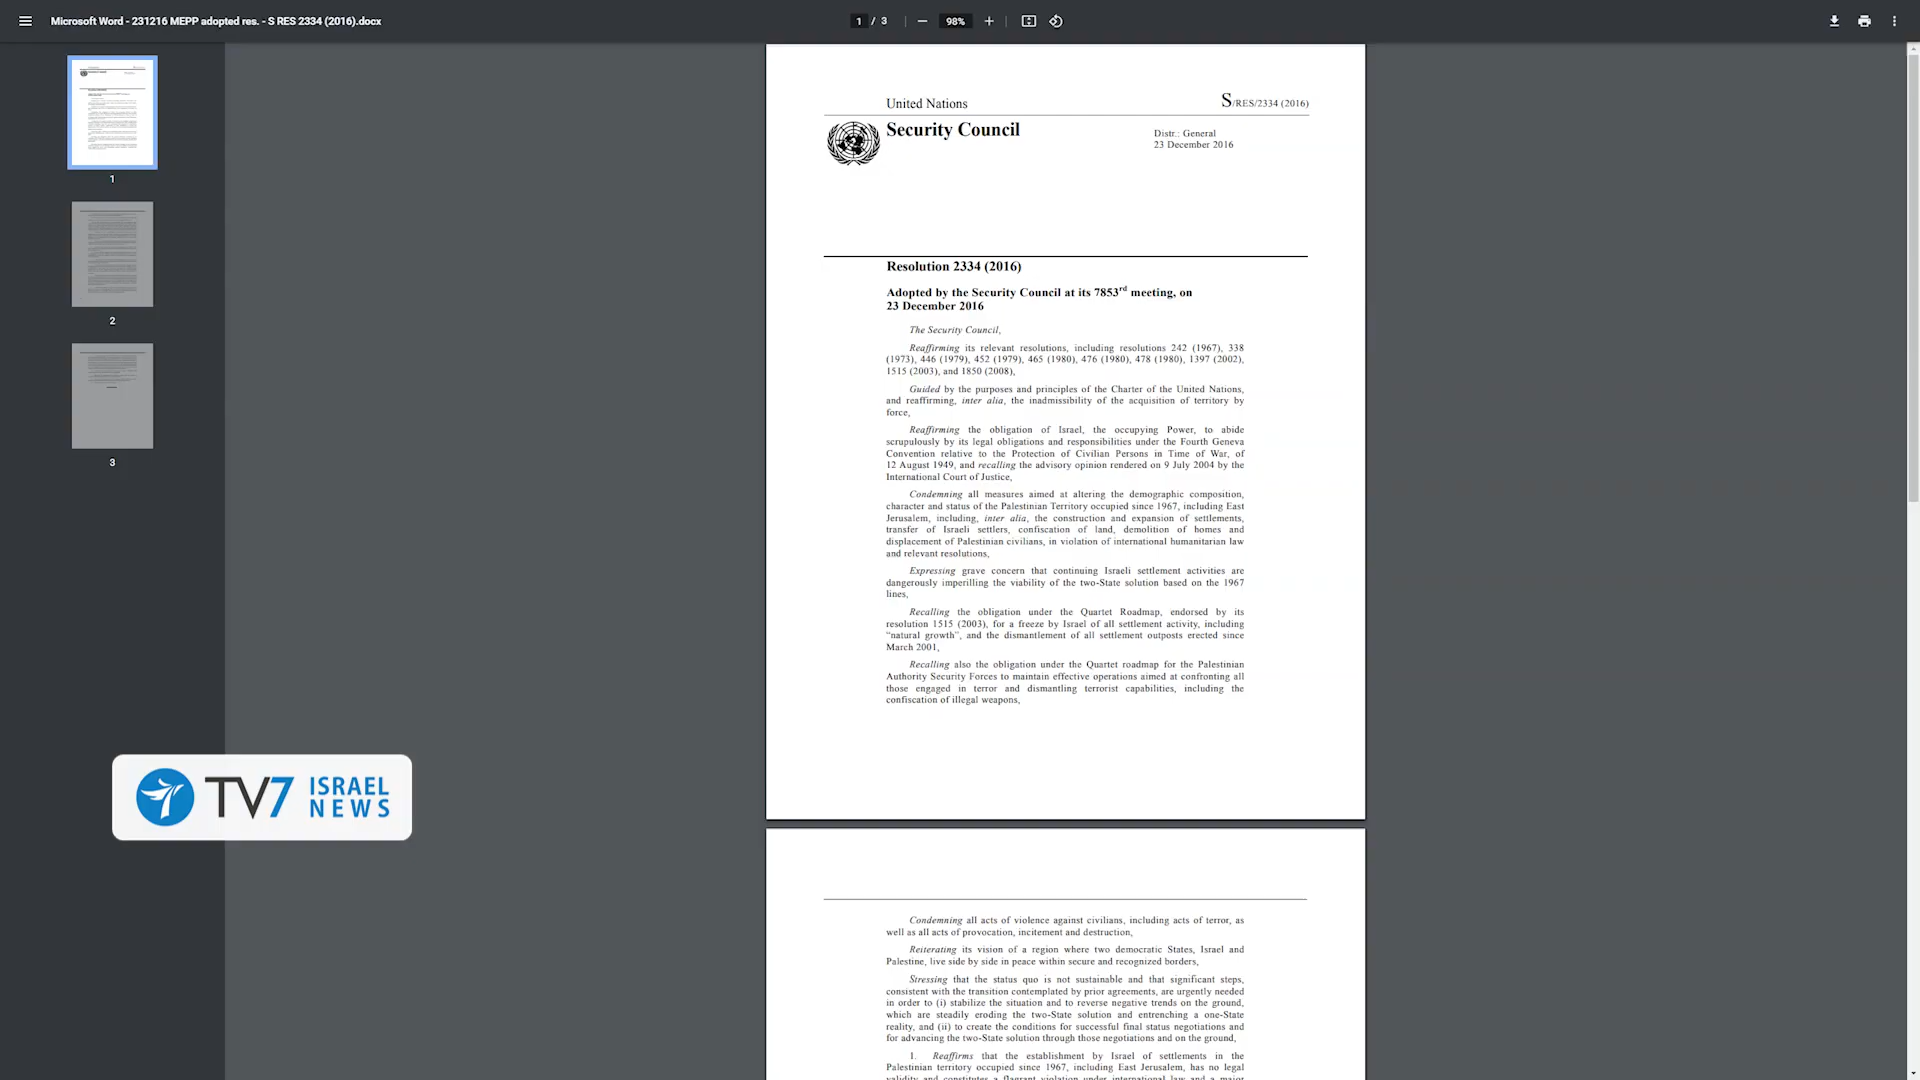 Microsoft Word - 231216 MEPP adopted res. - S RES 2334 (2016).docx
1 / 3
98%
1
2
3
United Nations
S/RES/2334 (2016)
Security Council
Distr.: General
23 December 2016
Resolution 2334 (2016)
Adopted by the Security Council at its 7853rd meeting, on
23 December 2016
The Security Council,
Reaffirming its relevant resolutions, including resolutions 242 (1967), 338
(1973), 446 (1979), 452 (1979), 465 (1980), 476 (1980), 478 (1980), 1397 (2002),
1515 (2003), and 1850 (2008),
Guided by the purposes and principles of the Charter of the United Nations,
and reaffirming, inter alia, the inadmissibility of the acquisition of territory by
force,
Reaffirming the obligation of Israel, the occupying Power, to abide
scrupulously by its legal obligations and responsibilities under the Fourth Geneva
Convention relative to the Protection of Civilian Persons in Time of War, of
12 August 1949, and recalling the advisory opinion rendered on 9 July 2004 by the
International Court of Justice,
Condemning all measures aimed at altering the demographic composition,
character and status of the Palestinian Territory occupied since 1967, including East
Jerusalem, including, inter alia, the construction and expansion of settlements,
transfer of Israeli settlers, confiscation of land, demolition of homes and
displacement of Palestinian civilians, in violation of international humanitarian law
and relevant resolutions,
Expressing grave concern that continuing Israeli settlement activities are
dangerously imperilling the viability of the two-State solution based on the 1967
lines,
Recalling the obligation under the Quartet Roadmap, endorsed by its
resolution 1515 (2003), for a freeze by Israel of all settlement activity, including
“natural growth”, and the dismantlement of all settlement outposts erected since
March 2001,
Recalling also the obligation under the Quartet roadmap for the Palestinian
Authority Security Forces to maintain effective operations aimed at confronting all
those engaged in terror and dismantling terrorist capabilities, including the
confiscation of illegal weapons,
TV7 ISRAEL
NEWS
Condemning all acts of violence against civilians, including acts of terror, as
well as all acts of provocation, incitement and destruction,
Reiterating its vision of a region where two democratic States, Israel and
Palestine, live side by side in peace within secure and recognized borders,
Stressing that the status quo is not sustainable and that significant steps,
consistent with the transition contemplated by prior agreements, are urgently needed
in order to (i) stabilize the situation and to reverse negative trends on the ground,
which are steadily eroding the two-State solution and entrenching a one-State
reality, and (ii) to create the conditions for successful final status negotiations and
for advancing the two-State solution through those negotiations and on the ground,
1. Reaffirms that the establishment by Israel of settlements in the
Palestinian territory occupied since 1967, including East Jerusalem, has no legal
validity and constitutes a flagrant violation under international law and a major